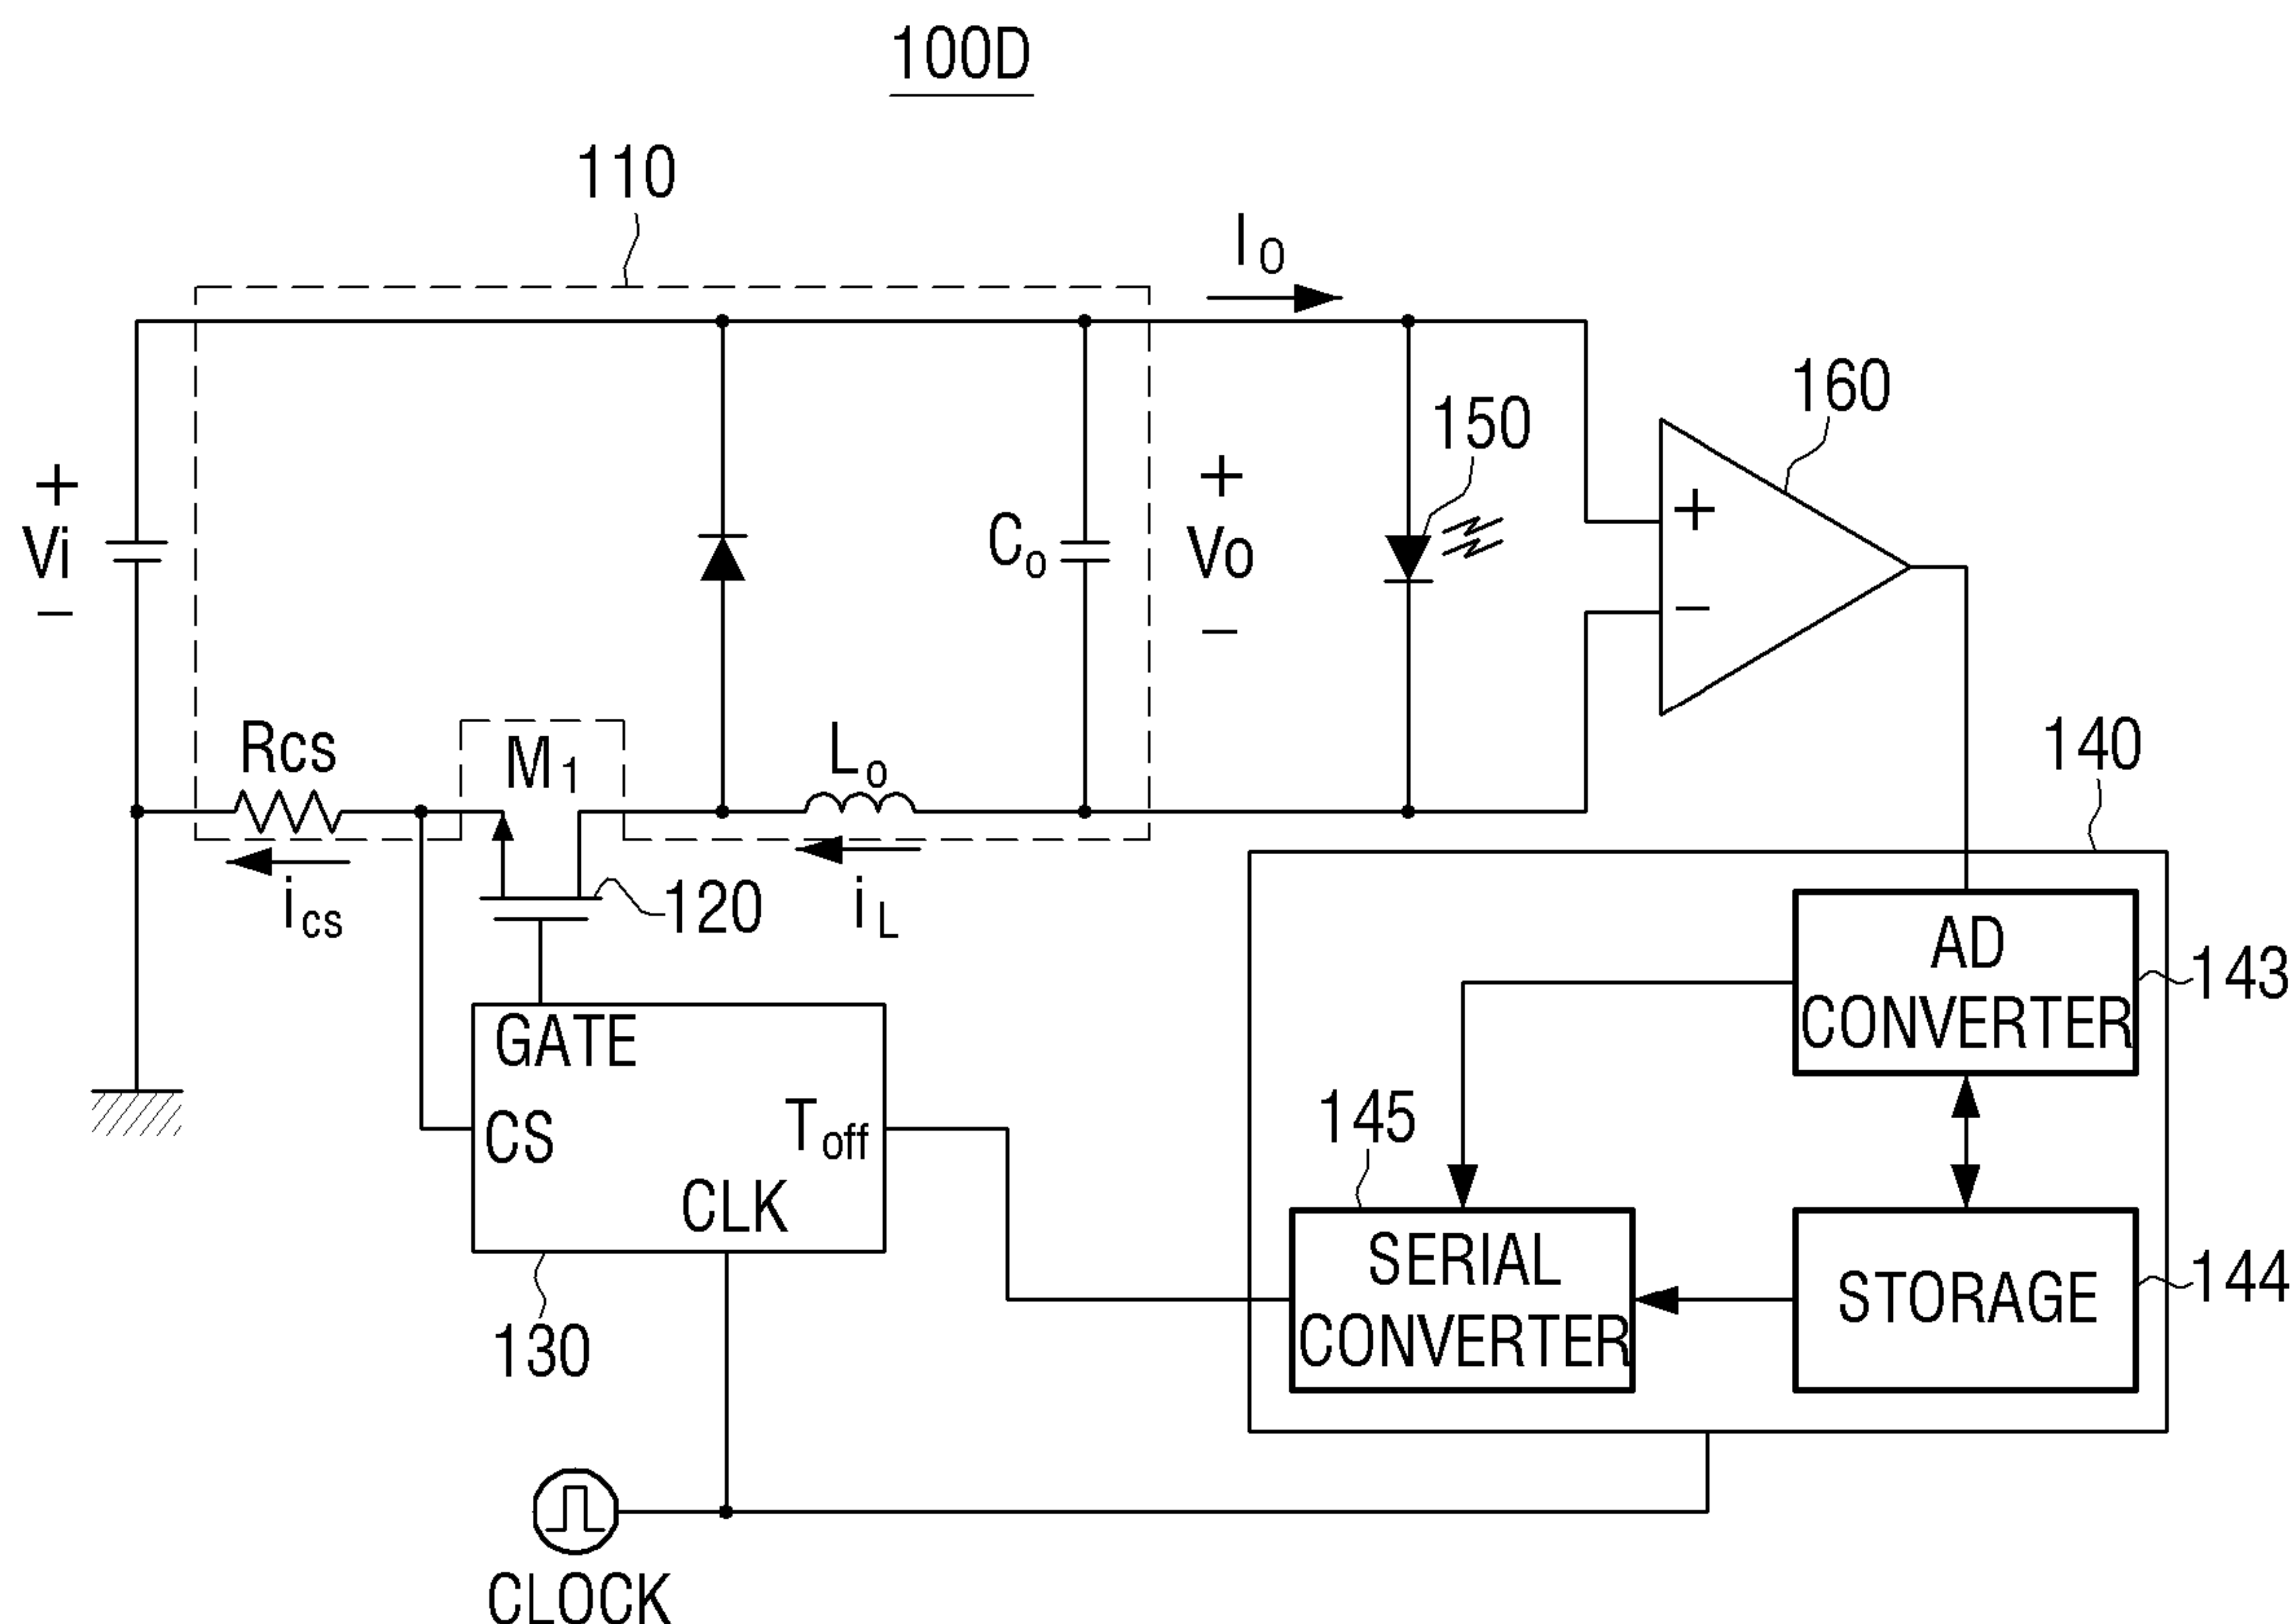 100D
110
I0
160
150
+
Vi
−
Co
+
Vo
−
+
−
Rcs
M1
Lo
140
ics
120
iL
AD
CONVERTER
143
GATE
CS
Toff
CLK
145
SERIAL
CONVERTER
STORAGE
144
130
CLOCK